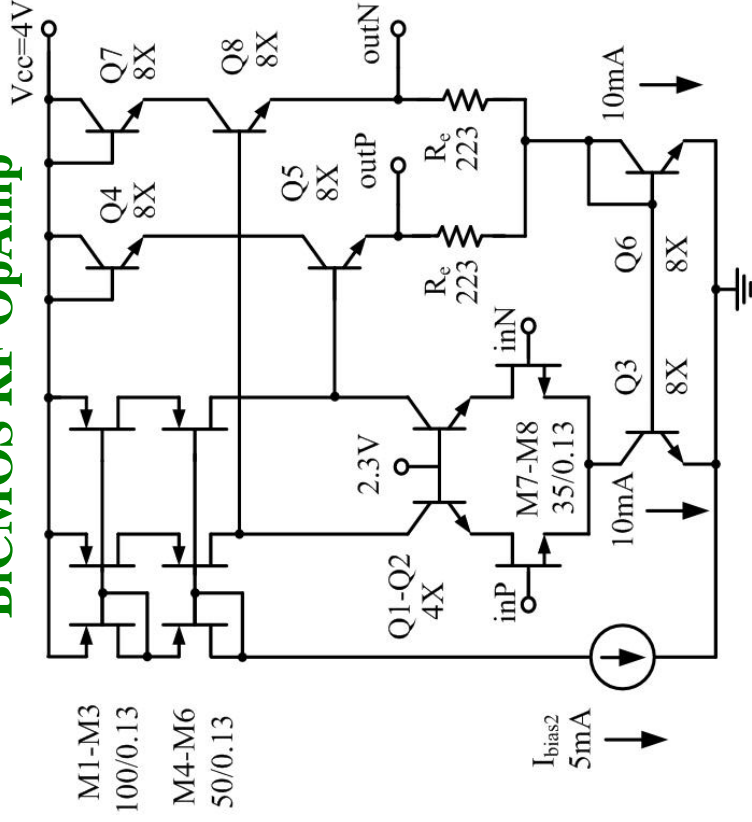 BiCMOS RF OpAmp
Vcc=4V
M1-M3
100/0.13
M4-M6
50/0.13
Q4
8X
Q7
8X
Q8
8X
Q5
8X
outP
outN
2.3V
Q1-Q2
4X
Re
223
Re
223
inP
inN
M7-M8
35/0.13
Ibias2
5mA
10mA
Q3
8X
Q6
8X
10mA